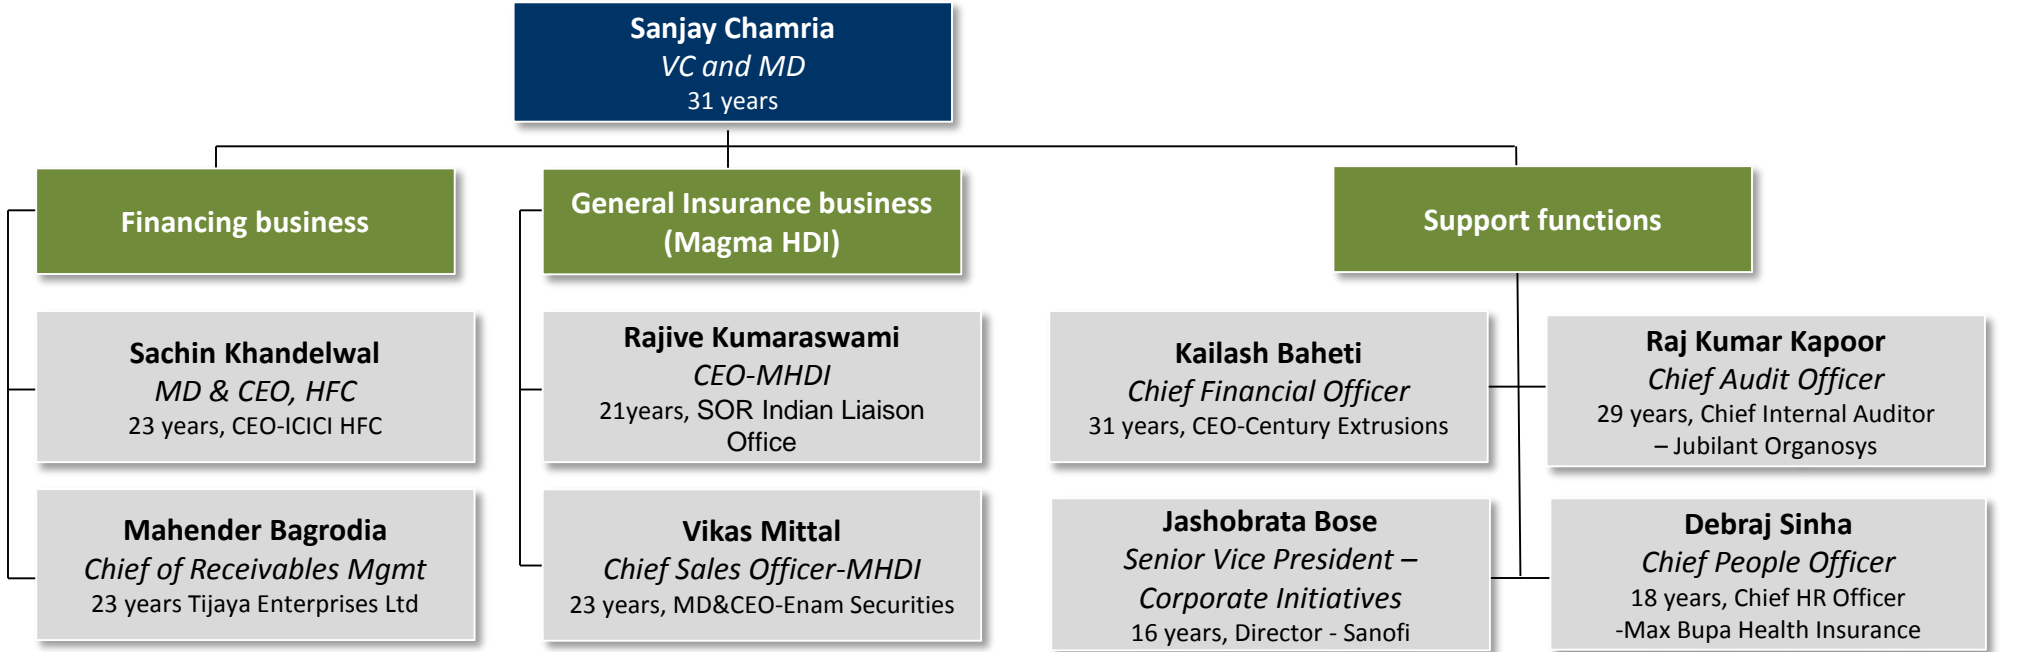 Sanjay Chamria
VC and MD
31 years
Financing business
General Insurance business
(Magma HDI)
Support functions
Sachin Khandelwal
MD & CEO, HFC
23 years, CEO-ICICI HFC
Rajive Kumaraswami
CEO-MHDI
21years, SOR Indian Liaison
Office
Kailash Baheti
Chief Financial Officer
31 years, CEO-Century Extrusions
Raj Kumar Kapoor
Chief Audit Officer
29 years, Chief Internal Auditor
– Jubilant Organosys
Mahender Bagrodia
Chief of Receivables Mgmt
23 years Tijaya Enterprises Ltd
Vikas Mittal
Chief Sales Officer-MHDI
23 years, MD&CEO-Enam Securities
Jashobrata Bose
Senior Vice President –
Corporate Initiatives
16 years, Director - Sanofi
Debraj Sinha
Chief People Officer
18 years, Chief HR Officer
-Max Bupa Health Insurance